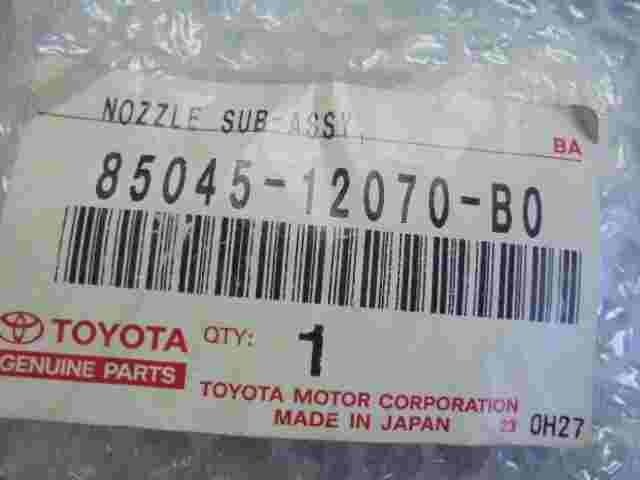 NOZZLE SUB-ASSY,
BA
85045-12070-B0
TOYOTA QTY: 1
GENUINE PARTS
TOYOTA MOTOR CORPORATION
MADE IN JAPAN 23 0H27